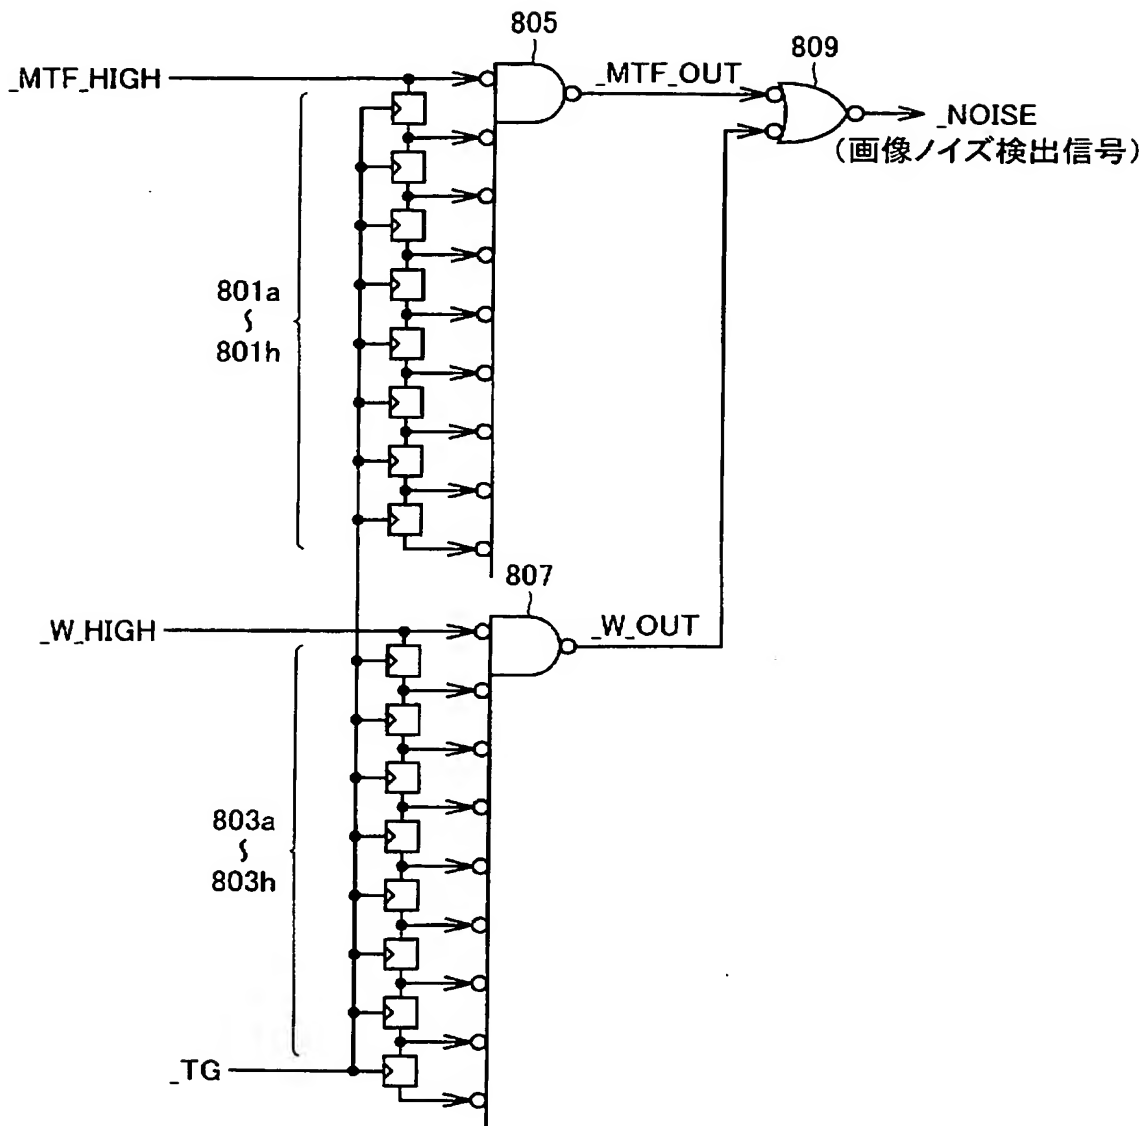 805
809
_MTF_HIGH
_MTF_OUT
_NOISE
(画像ノイズ検出信号)
801a
∫
801h
807
_W_HIGH
_W_OUT
803a
∫
803h
_TG